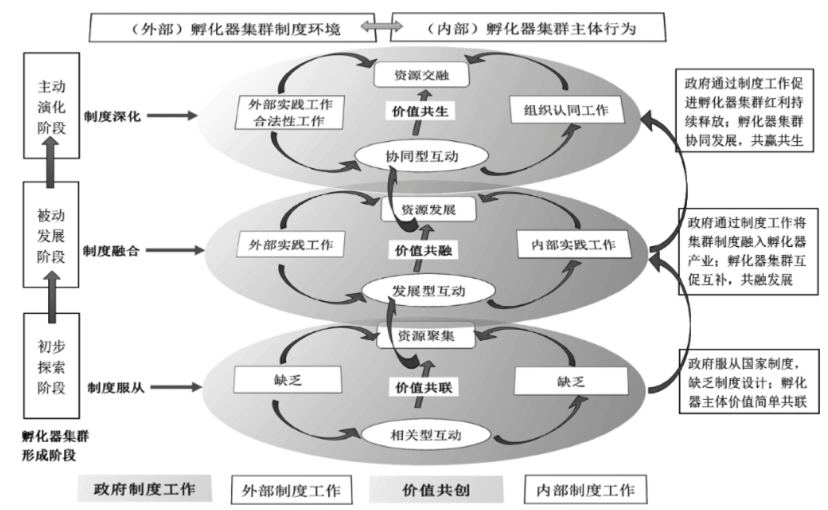 （外部）孵化器集群制度环境
（内部）孵化器集群主体行为
主动
演化
阶段
制度深化
资源交融
外部实践工作
合法性工作
价值共生
组织认同工作
协同型互动
政府通过制度工作促
进孵化器集群红利持
续释放；孵化器集群
协同发展，共赢共生
被动
发展
阶段
制度融合
资源发展
外部实践工作
价值共融
内部实践工作
发展型互动
政府通过制度工作将
集群制度融入孵化器
产业；孵化器集群互
促互补，共融发展
初步
探索
阶段
制度服从
资源聚集
缺乏
价值共联
缺乏
相关型互动
政府服从国家制度，
缺乏制度设计；孵化
器主体价值简单共联
孵化器集群
形成阶段
政府制度工作
外部制度工作
价值共创
内部制度工作